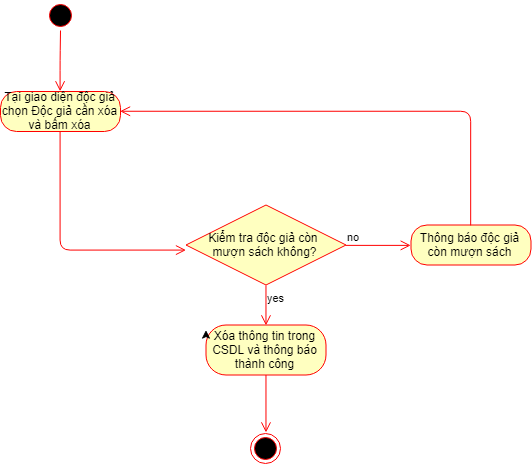 Tại giao diện độc giả
chọn Độc giả cần xóa
và bấm xóa
Kiểm tra độc giả còn
mượn sách không?
no
Thông báo độc giả
còn mượn sách
yes
Xóa thông tin trong
CSDL và thông báo
thành công